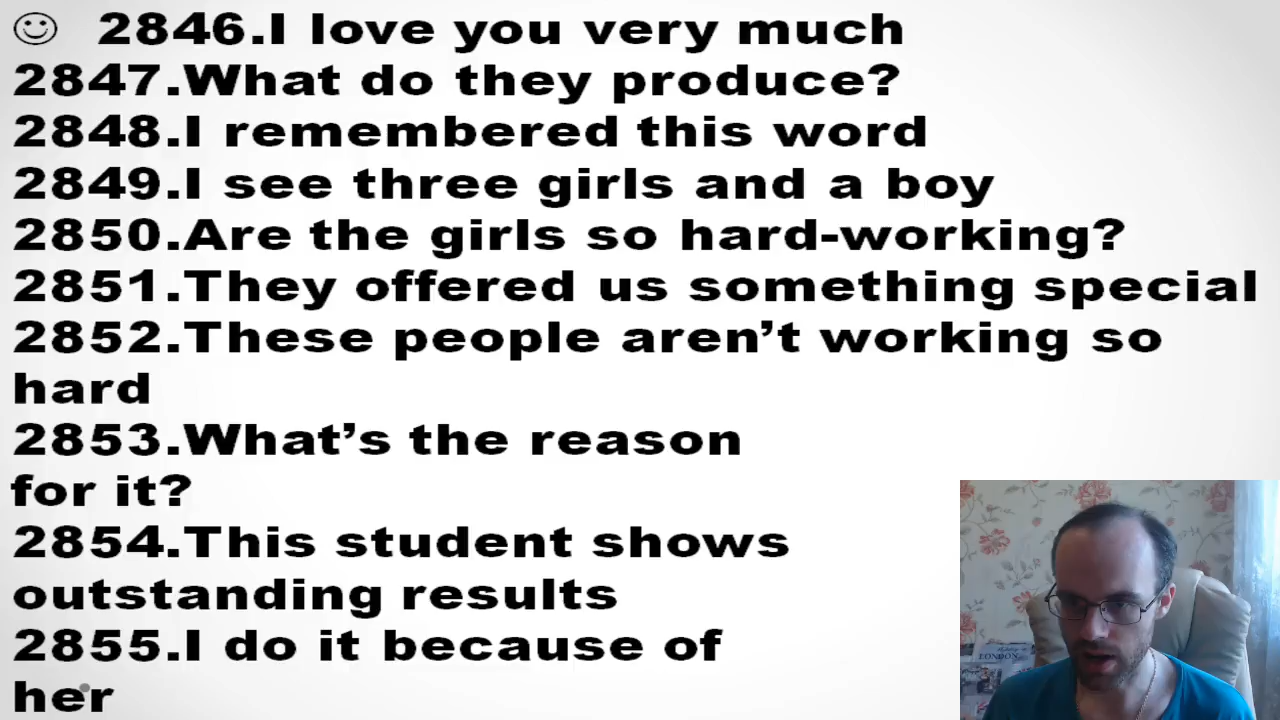 ☺ 2846.I love you very much
2847.What do they produce?
2848.I remembered this word
2849.I see three girls and a boy
2850.Are the girls so hard-working?
2851.They offered us something special
2852.These people aren’t working so
hard
2853.What’s the reason
for it?
2854.This student shows
outstanding results
2855.I do it because of
her
LONDON